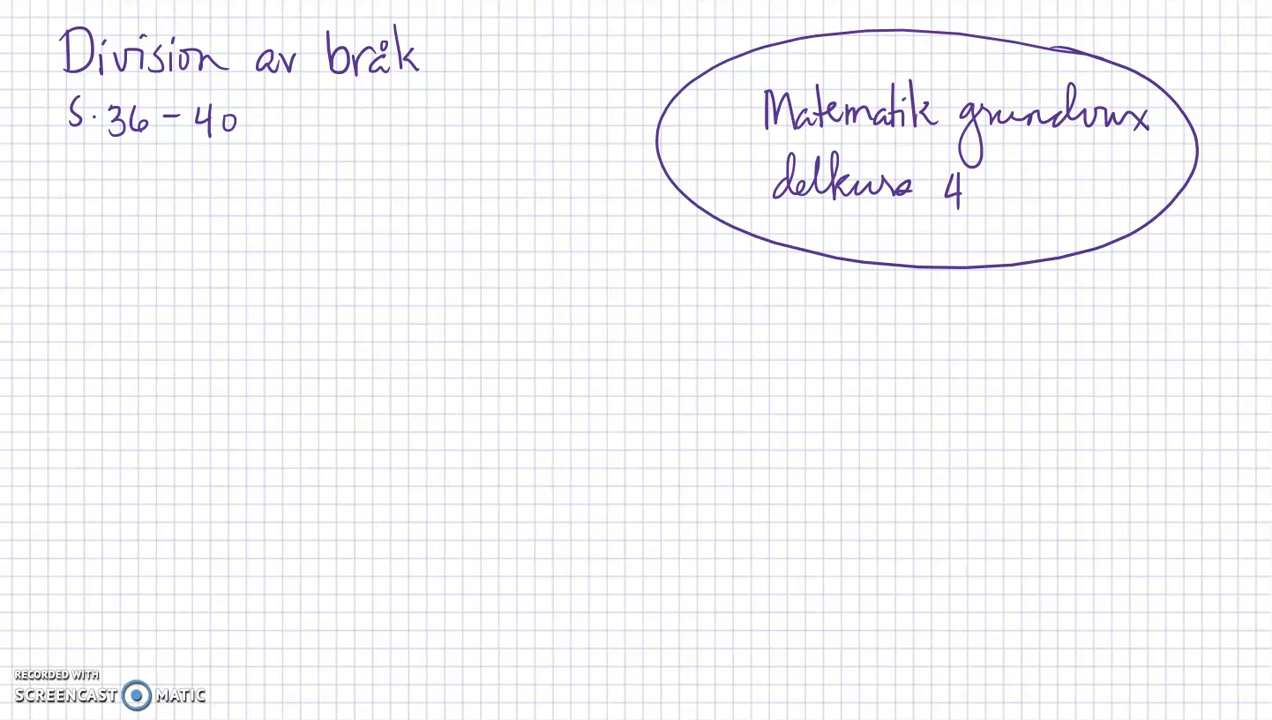 Division av bråk
S. 36 - 40
Matematik grundvux
delkurs 4
RECORDED WITH
SCREENCAST MATIC